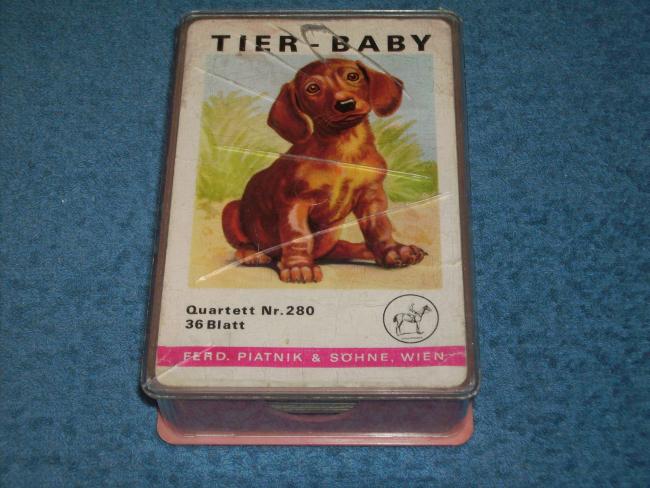 TIER-BABY
Quartett Nr. 280
36 Blatt
FERD. PIATNIK & SÖHNE, WIEN